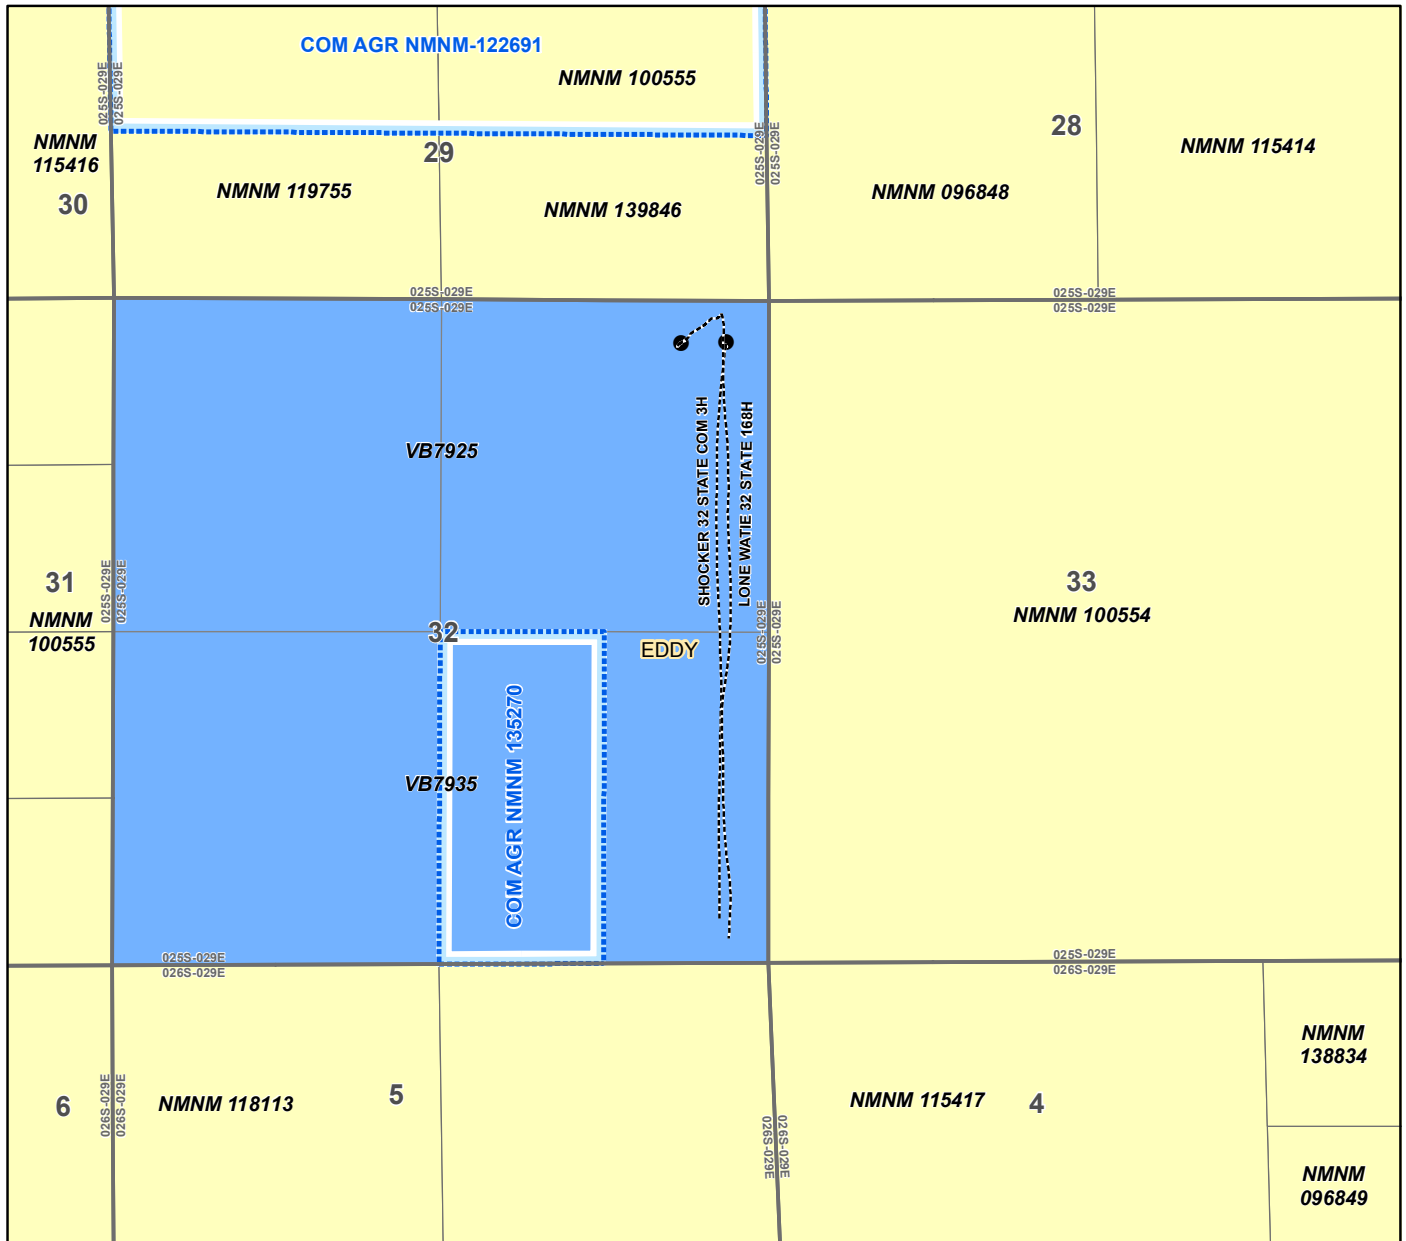 COM AGR NMNM-122691
NMNM 100555
025S-029E
025S-029E
NMNM
115416
30
29
NMNM 119755
NMNM 139846
025S-029E
025S-029E
28
NMNM 115414
NMNM 096848
025S-029E
025S-029E
025S-029E
025S-029E
SHOCKER 32 STATE COM 3H
LONE WATIE 32 STATE 168H
VB7925
31
NMNM
100555
025S-029E
025S-029E
32
EDDY
025S-029E
025S-029E
33
NMNM 100554
COM AGR NMNM 135270
VB7935
025S-029E
026S-029E
025S-029E
026S-029E
6
026S-029E
026S-029E
NMNM 118113
5
026S-029E
026S-029E
NMNM 115417
4
NMNM
138834
NMNM
096849